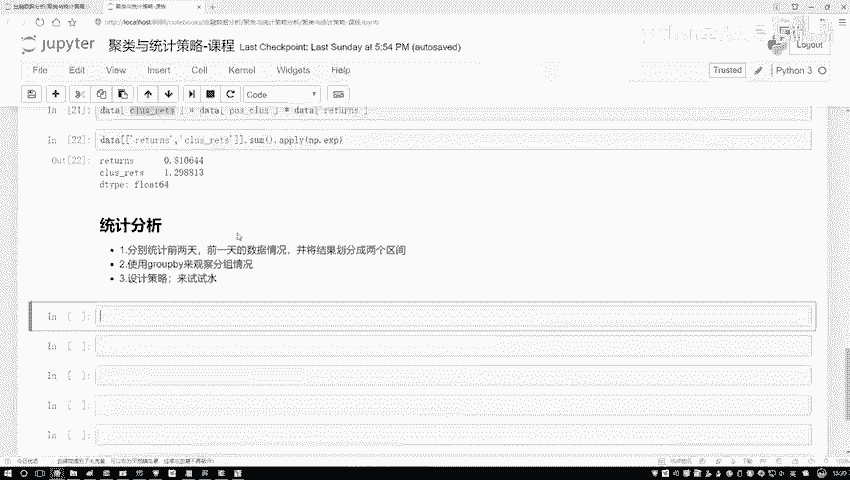 聚类与统计策略-课程
jupyter 聚类与统计策略-课程 Last Checkpoint: Last Sunday at 5:54 PM (autosaved)
Logout
File Edit View Insert Cell Kernel Widgets Help
Trusted Python 3
Code
In [21]: data['clus_rets'] = data['pos_clus'] * data['returns']
In [22]: data[['returns','clus_rets']].sum().apply(np.exp)
Out[22]: returns 0.810644
clus_rets 1.298813
dtype: float64
统计分析
1.分别统计前两天，前一天的数据情况，并将结果划分成两个区间
2.使用groupby来观察分组情况
3.设计策略；来试试水
In [ ]:
In [ ]:
In [ ]:
In [ ]:
In [ ]: